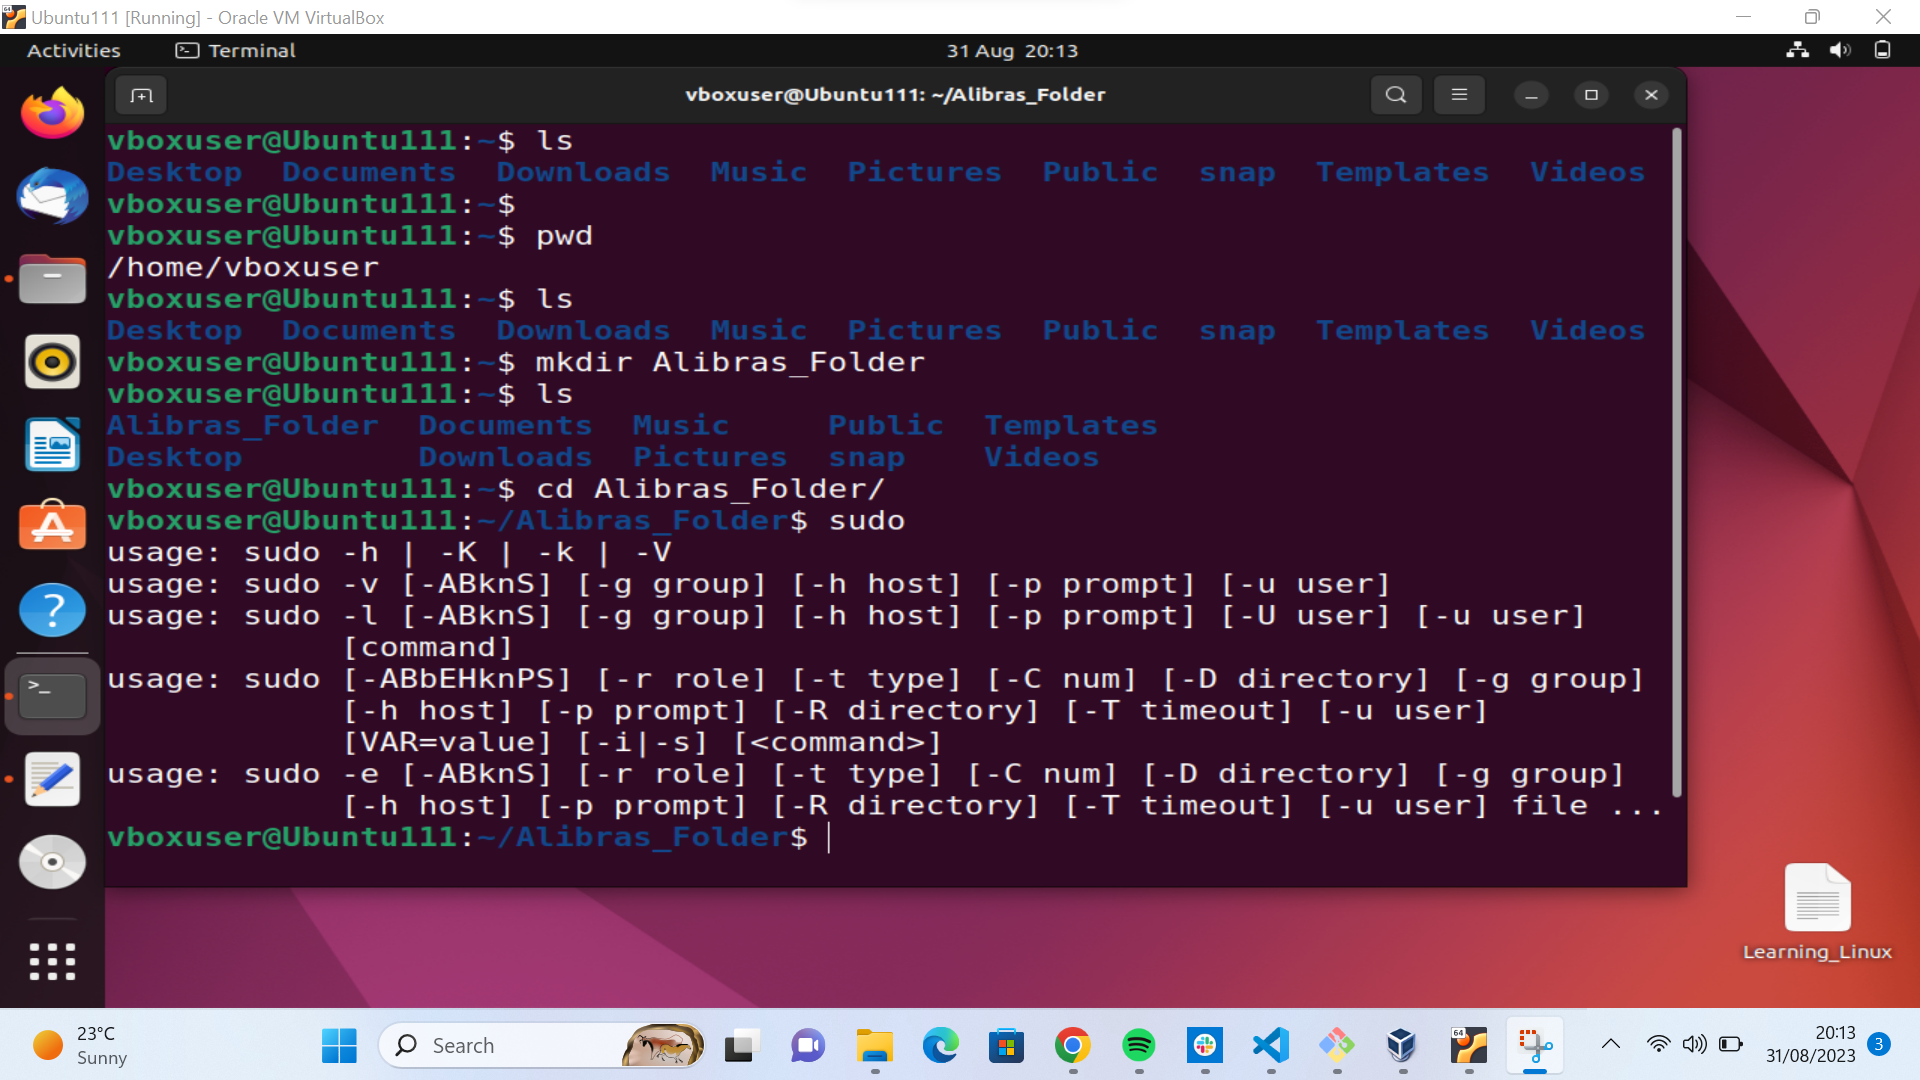 Ubuntu111 [Running] - Oracle VM VirtualBox
Activities Terminal 31 Aug 20:13
vboxuser@Ubuntu111: ~/Alibras_Folder
vboxuser@Ubuntu111:~$ ls
Desktop Documents Downloads Music Pictures Public snap Templates Videos
vboxuser@Ubuntu111:~$
vboxuser@Ubuntu111:~$ pwd
/home/vboxuser
vboxuser@Ubuntu111:~$ ls
Desktop Documents Downloads Music Pictures Public snap Templates Videos
vboxuser@Ubuntu111:~$ mkdir Alibras_Folder
vboxuser@Ubuntu111:~$ ls
Alibras_Folder Documents Music Public Templates
Desktop Downloads Pictures snap Videos
vboxuser@Ubuntu111:~$ cd Alibras_Folder/
vboxuser@Ubuntu111:~/Alibras_Folder$ sudo
usage: sudo -h | -K | -k | -V
usage: sudo -v [-ABknS] [-g group] [-h host] [-p prompt] [-u user]
usage: sudo -l [-ABknS] [-g group] [-h host] [-p prompt] [-U user] [-u user]
[command]
usage: sudo [-ABbEHknPS] [-r role] [-t type] [-C num] [-D directory] [-g group]
[-h host] [-p prompt] [-R directory] [-T timeout] [-u user]
[VAR=value] [-i|-s] [<command>]
usage: sudo -e [-ABknS] [-r role] [-t type] [-C num] [-D directory] [-g group]
[-h host] [-p prompt] [-R directory] [-T timeout] [-u user] file ...
vboxuser@Ubuntu111:~/Alibras_Folder$
Learning_Linux
23°C
Sunny
Search
64
20:13
31/08/2023
3